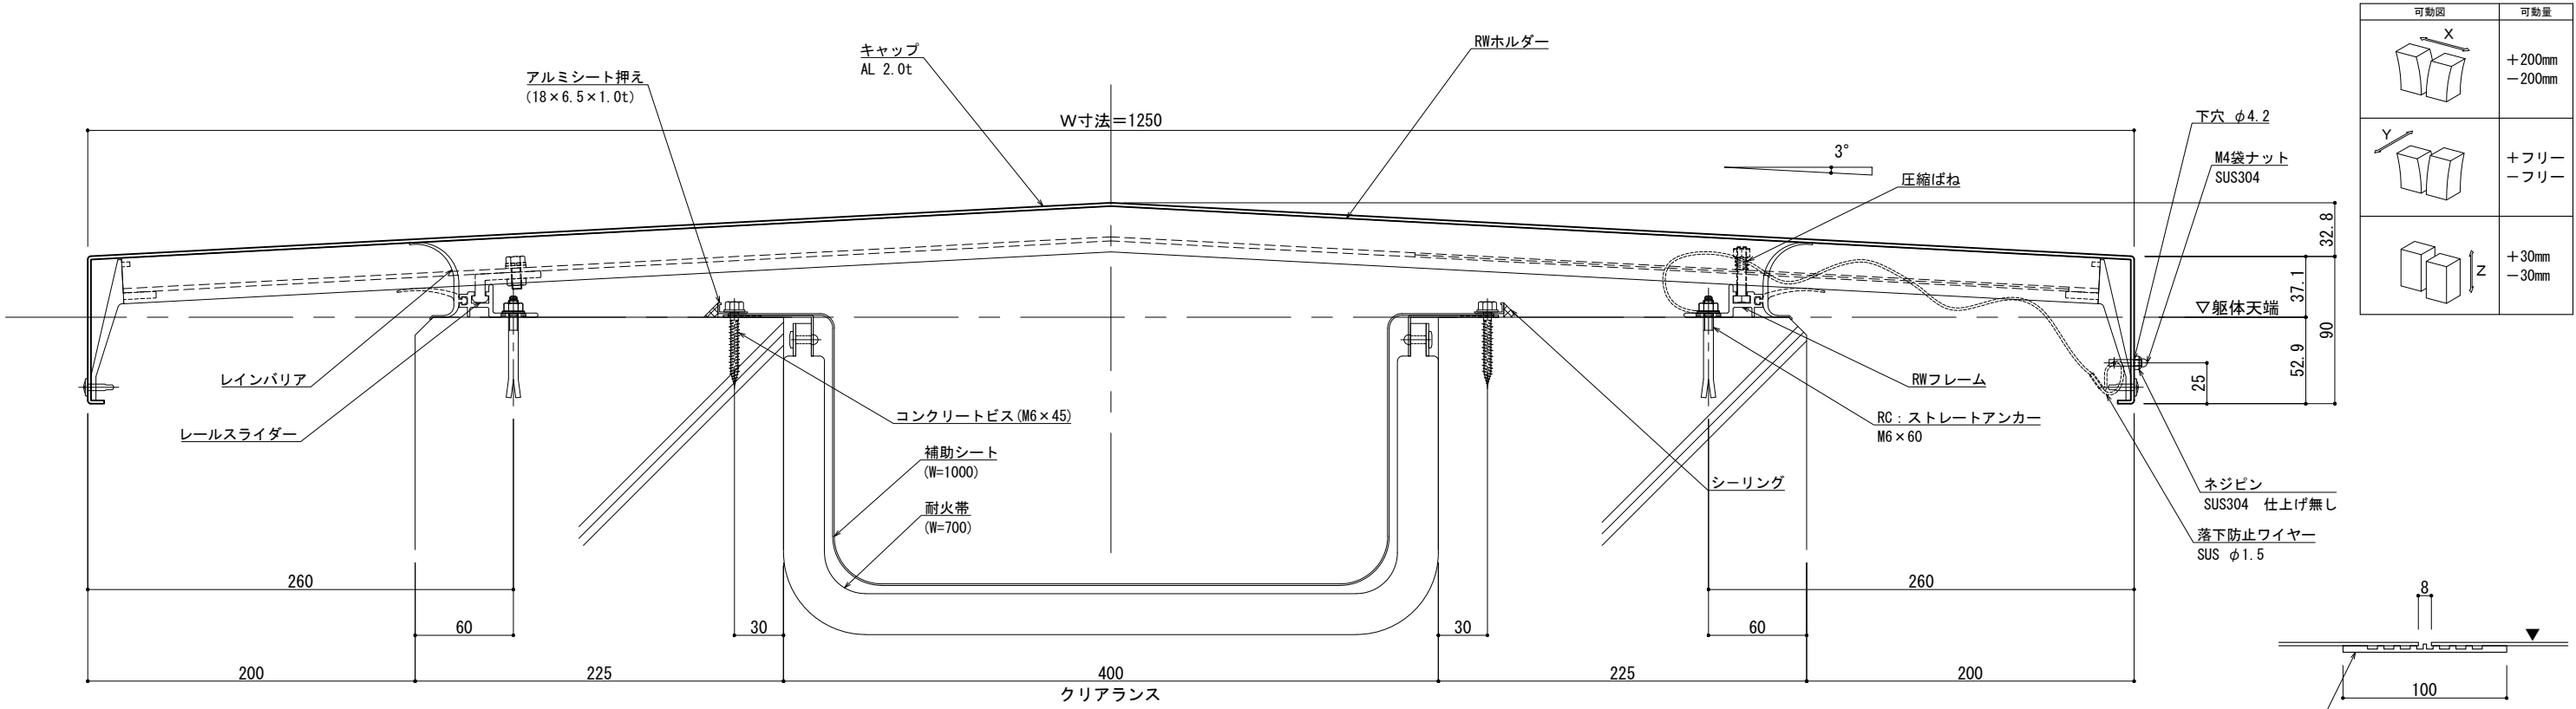 可動図
可動量
X
+200mm
−200mm
Y
+フリー
−フリー
Z
+30mm
−30mm
キャップ
AL 2.0t
RWホルダー
アルミシート押え
(18×6.5×1.0t)
W寸法=1250
3°
圧縮ばね
下穴 φ4.2
M4袋ナット
SUS304
32.8
37.1
▽躯体天端
90
52.9
25
レインバリア
レールスライダー
コンクリートビス(M6×45)
補助シート
(W=1000)
耐火帯
(W=700)
RWフレーム
RC：ストレートアンカー
M6×60
シーリング
ネジピン
SUS304 仕上げ無し
落下防止ワイヤー
SUS φ1.5
260
260
60
30
30
60
200
225
400
225
200
クリアランス
8
▼
100